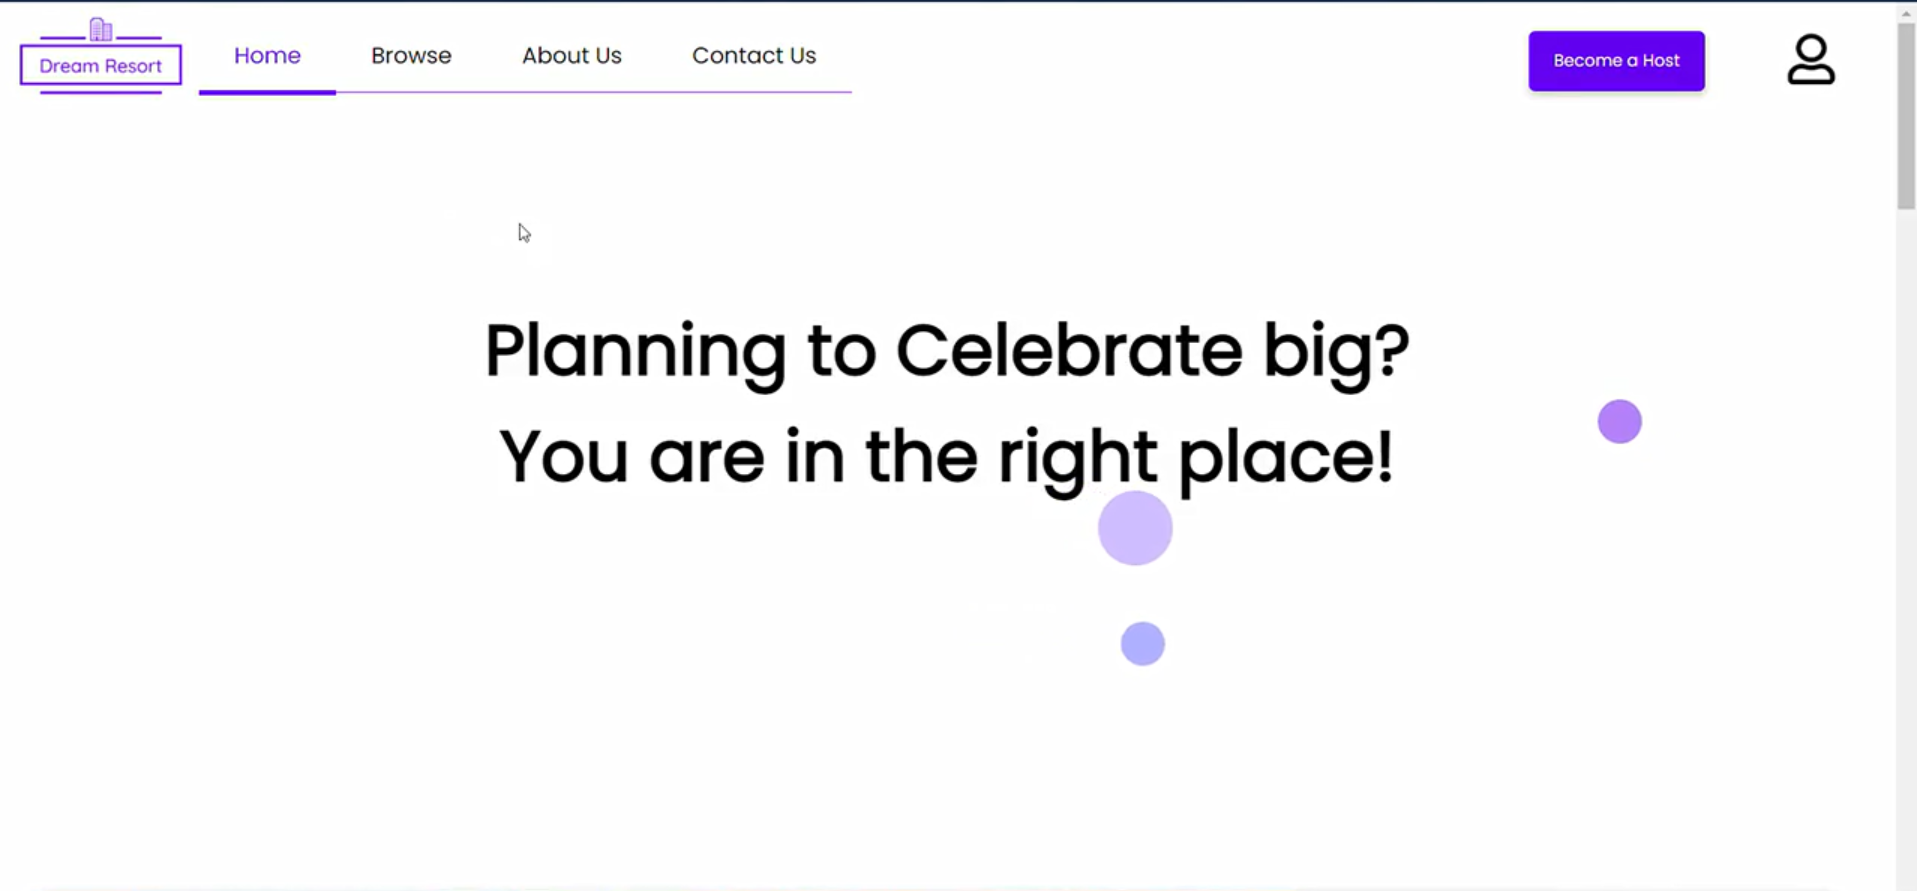 Dream Resort
Home Browse About Us Contact Us
Become a Host
Planning to Celebrate big?
You are in the right place!